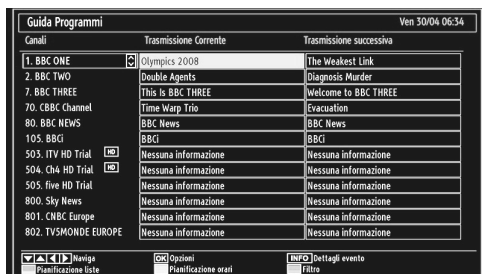 Guida Programmi Ven 30/04 06:34
Canali Trasmissione Corrente Trasmissione successiva
1. BBC ONE Olympics 2008 The Weakest Link
2. BBC TWO Double Agents Diagnosis Murder
7. BBC THREE This Is BBC THREE Welcome to BBC THREE
70. CBBC Channel Time Warp Trio Evacuation
80. BBC NEWS BBC News BBC News
105. BBCi BBCi BBCi
503. ITV HD Trial HD Nessuna informazione Nessuna informazione
504. Ch4 HD Trial HD Nessuna informazione Nessuna informazione
505. five HD Trial Nessuna informazione Nessuna informazione
800. Sky News Nessuna informazione Nessuna informazione
801. CNBC Europe Nessuna informazione Nessuna informazione
802. TV5MONDE EUROPE Nessuna informazione Nessuna informazione
Naviga OK Opzioni INFO Dettagli evento
Pianificazione liste Pianificazione orari Filtro